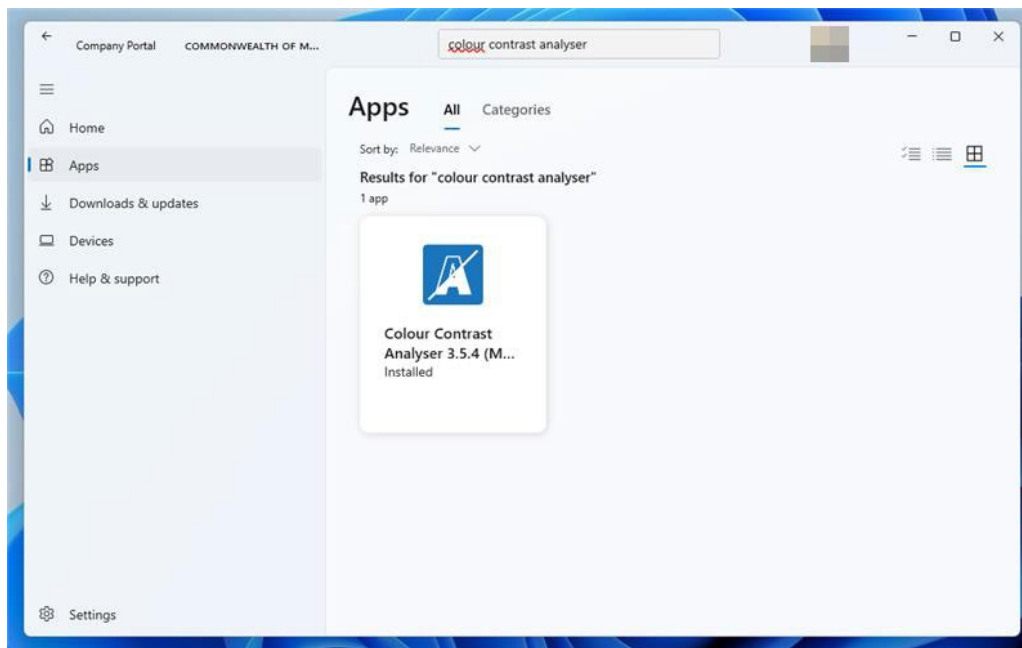 Company Portal COMMONWEALTH OF M...
colour contrast analyser
Home
Apps
Downloads & updates
Devices
Help & support
Settings
Apps All Categories
Sort by: Relevance
Results for "colour contrast analyser"
1 app
A
Colour Contrast
Analyser 3.5.4 (M...
Installed